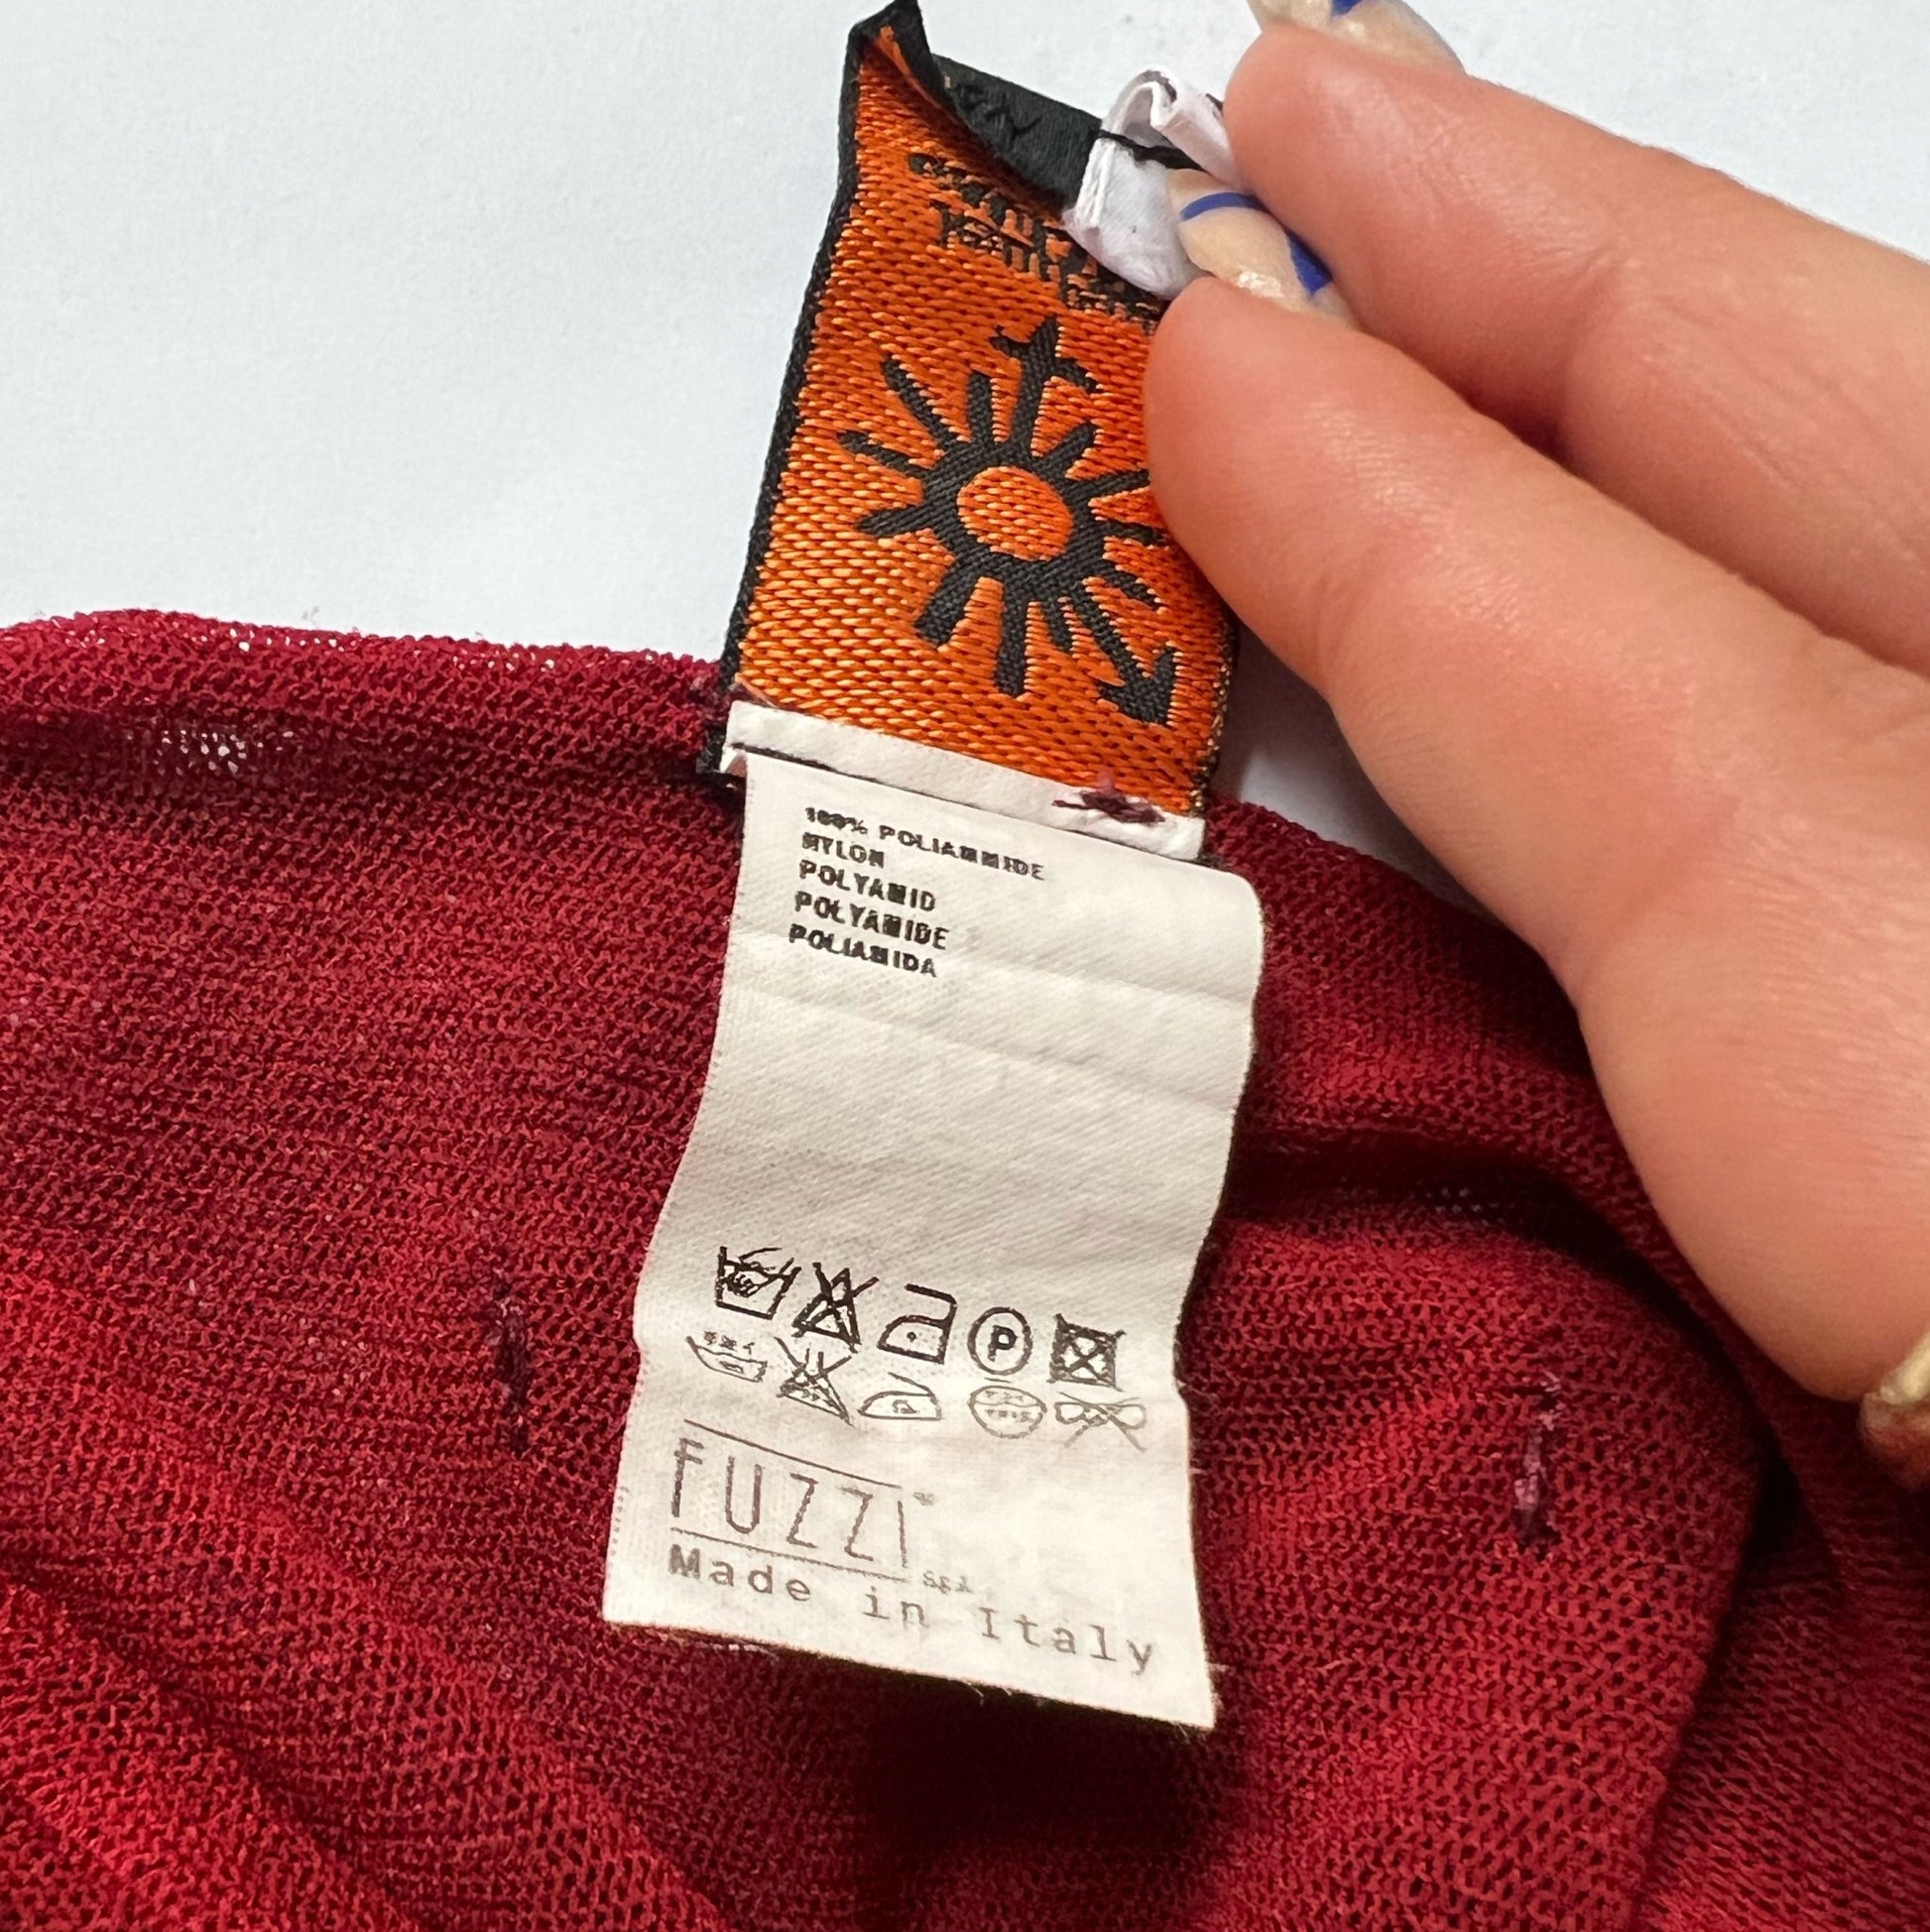 100% POLIAMMIDE
NYLON
POLYAMID
POLYAMIDE
POLIAMIDA
P
FUZZI
Made in Italy